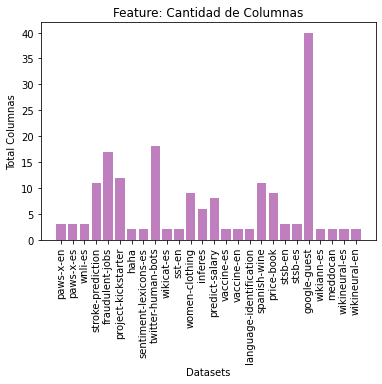 Feature: Cantidad de Columnas
Total Columnas
40
35
30
25
20
15
10
5
0
paws-x-en
paws-x-es
wnli-es
stroke-prediction
fraudulent-jobs
project-kickstarter
haha
sentiment-lexicons-es
twitter-human-bots
wikicat-es
sst-en
women-clothing
inferes
predict-salary
vaccine-es
vaccine-en
language-identification
spanish-wine
price-book
stsb-en
stsb-es
google-guest
wikiann-es
meddocan
wikineural-es
wikineural-en
Datasets